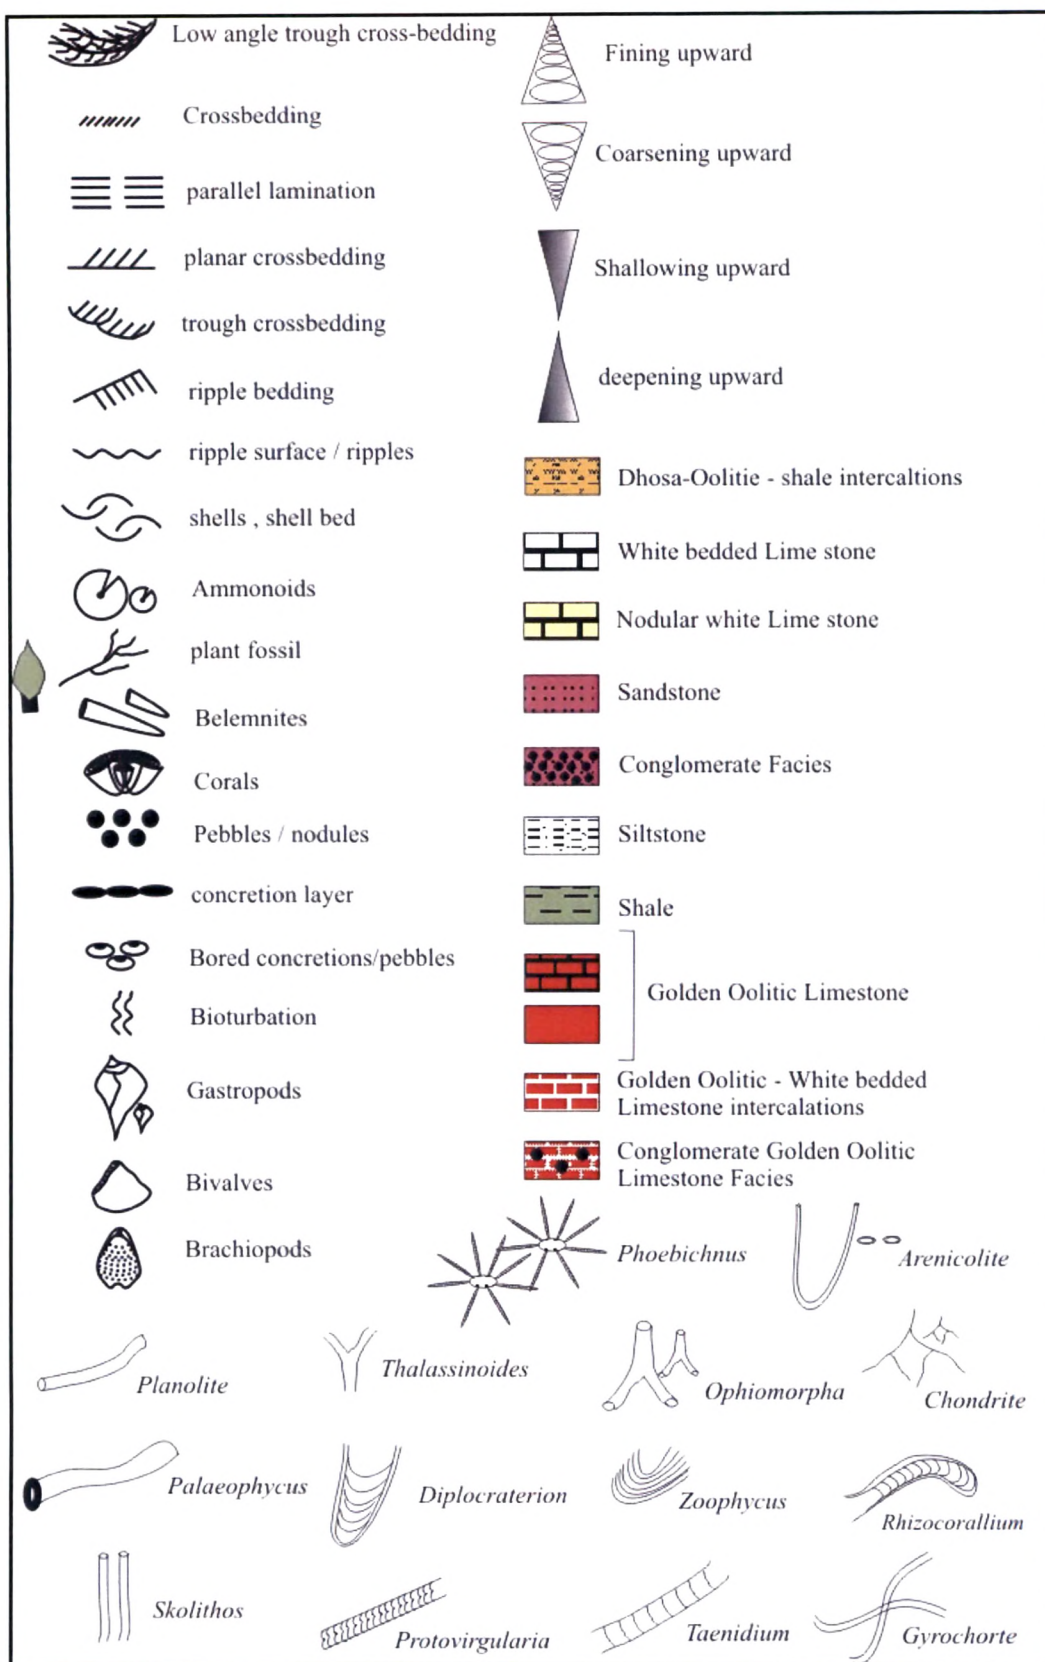 Low angle trough cross-bedding
Crossbedding
parallel lamination
planar crossbedding
trough crossbedding
ripple bedding
ripple surface / ripples
shells , shell bed
Ammonoids
plant fossil
Belemnites
Corals
Pebbles / nodules
concretion layer
Bored concretions/pebbles
Bioturbation
Gastropods
Bivalves
Brachiopods
Fining upward
Coarsening upward
Shallowing upward
deepening upward
Dhosa-Oolitie - shale intercaltions
White bedded Lime stone
Nodular white Lime stone
Sandstone
Conglomerate Facies
Siltstone
Shale
Golden Oolitic Limestone
Golden Oolitic - White bedded
Limestone intercalations
Conglomerate Golden Oolitic
Limestone Facies
Phoebichnus
Arenicolite
Planolite
Thalassinoides
Ophiomorpha
Chondrite
Palaeophycus
Diplocraterion
Zoophycus
Rhizocorallium
Skolithos
Protovirgularia
Taenidium
Gyrochorte